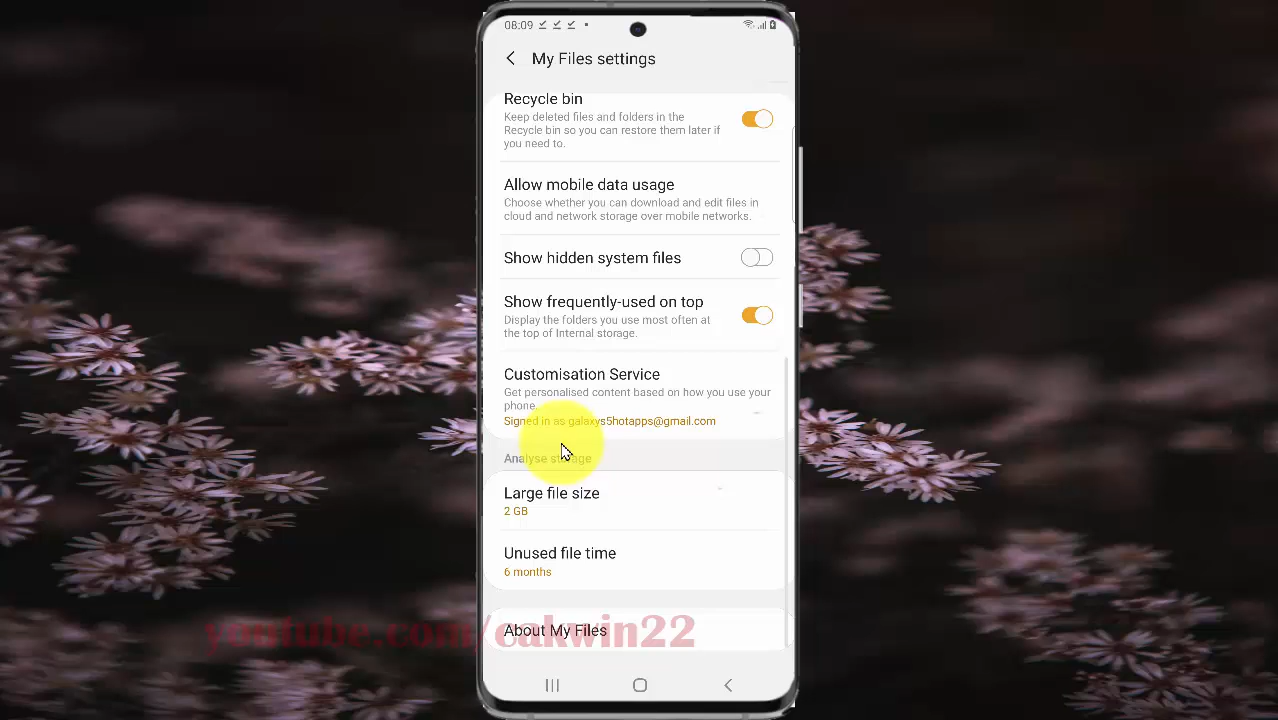 08:09
My Files settings
Recycle bin
Keep deleted files and folders in the
Recycle bin so you can restore them later if
you need to.
Allow mobile data usage
Choose whether you can download and edit files in
cloud and network storage over mobile networks.
Show hidden system files
Show frequently-used on top
Display the folders you use most often at
the top of Internal storage.
Customisation Service
Get personalised content based on how you use your
phone.
Signed in as galaxys5hotapps@gmail.com
Analyse storage
Large file size
2 GB
Unused file time
6 months
youtube.com/cakwin22
About My Files